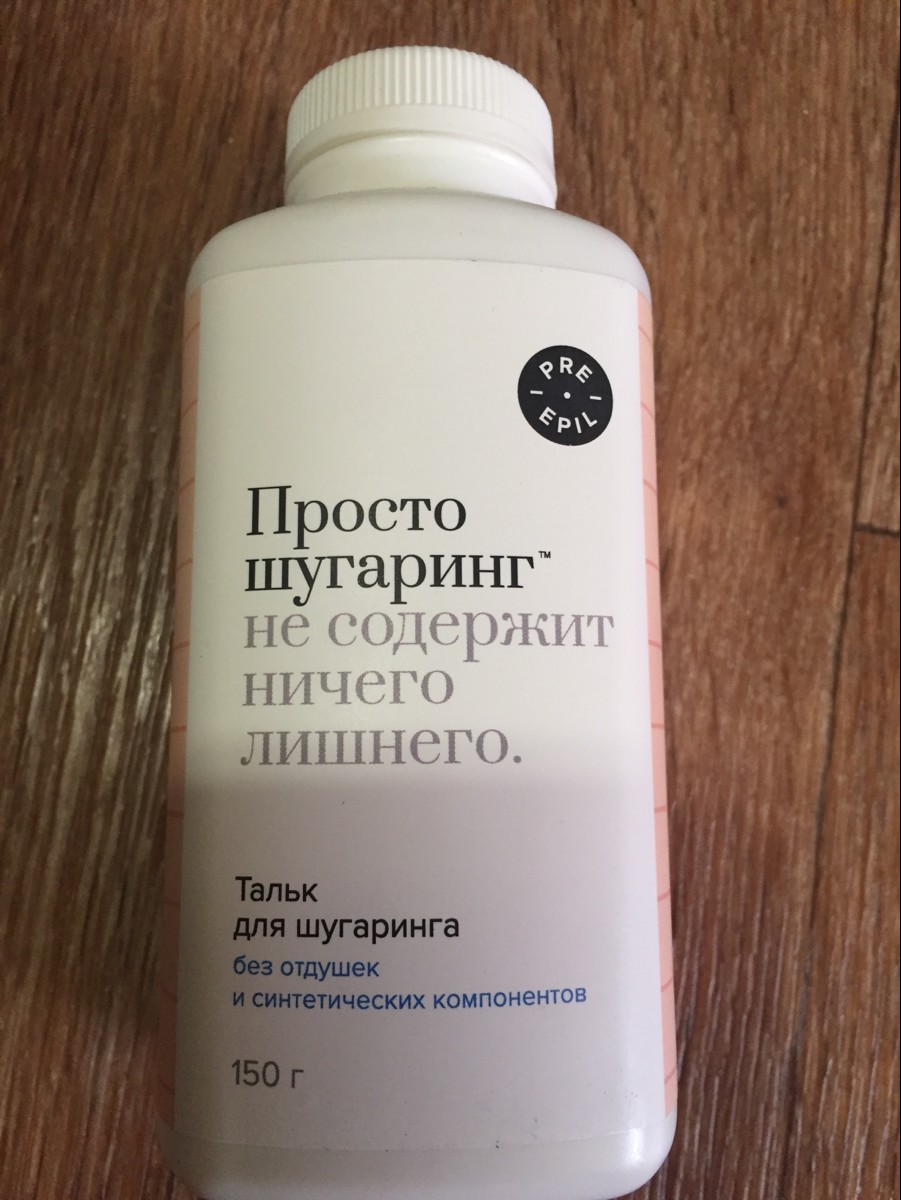 PRE
EPIL
Просто
шугаринг™
не содержит
ничего
лишнего.
Тальк
для шугаринга
без отдушек
и синтетических компонентов
150 г